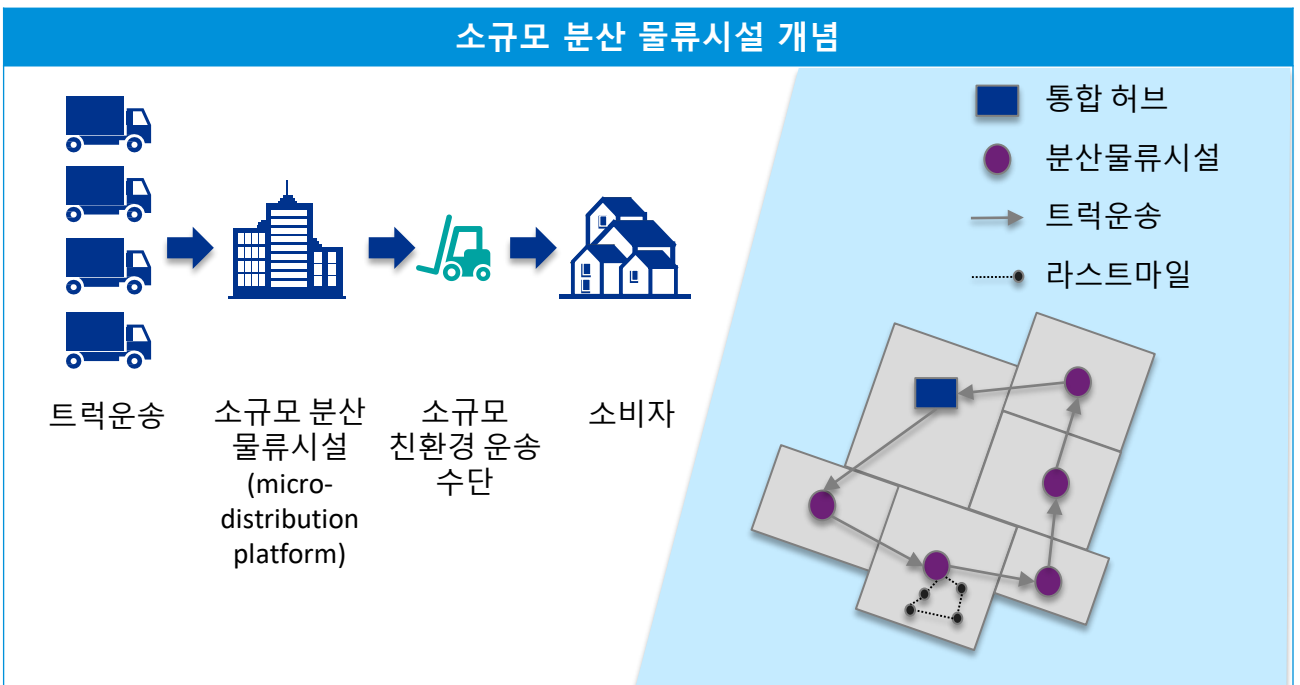 소규모 분산 물류시설 개념
트럭운송
소규모 분산
물류시설
(micro-
distribution
platform)
소규모
친환경 운송
수단
소비자
통합 허브
분산물류시설
트럭운송
라스트마일